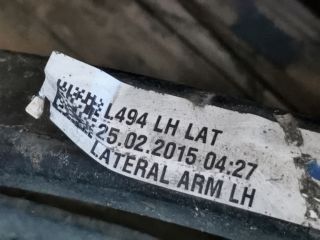 L494 LH LAT
25.02.2015 04:27
LATERAL ARM LH